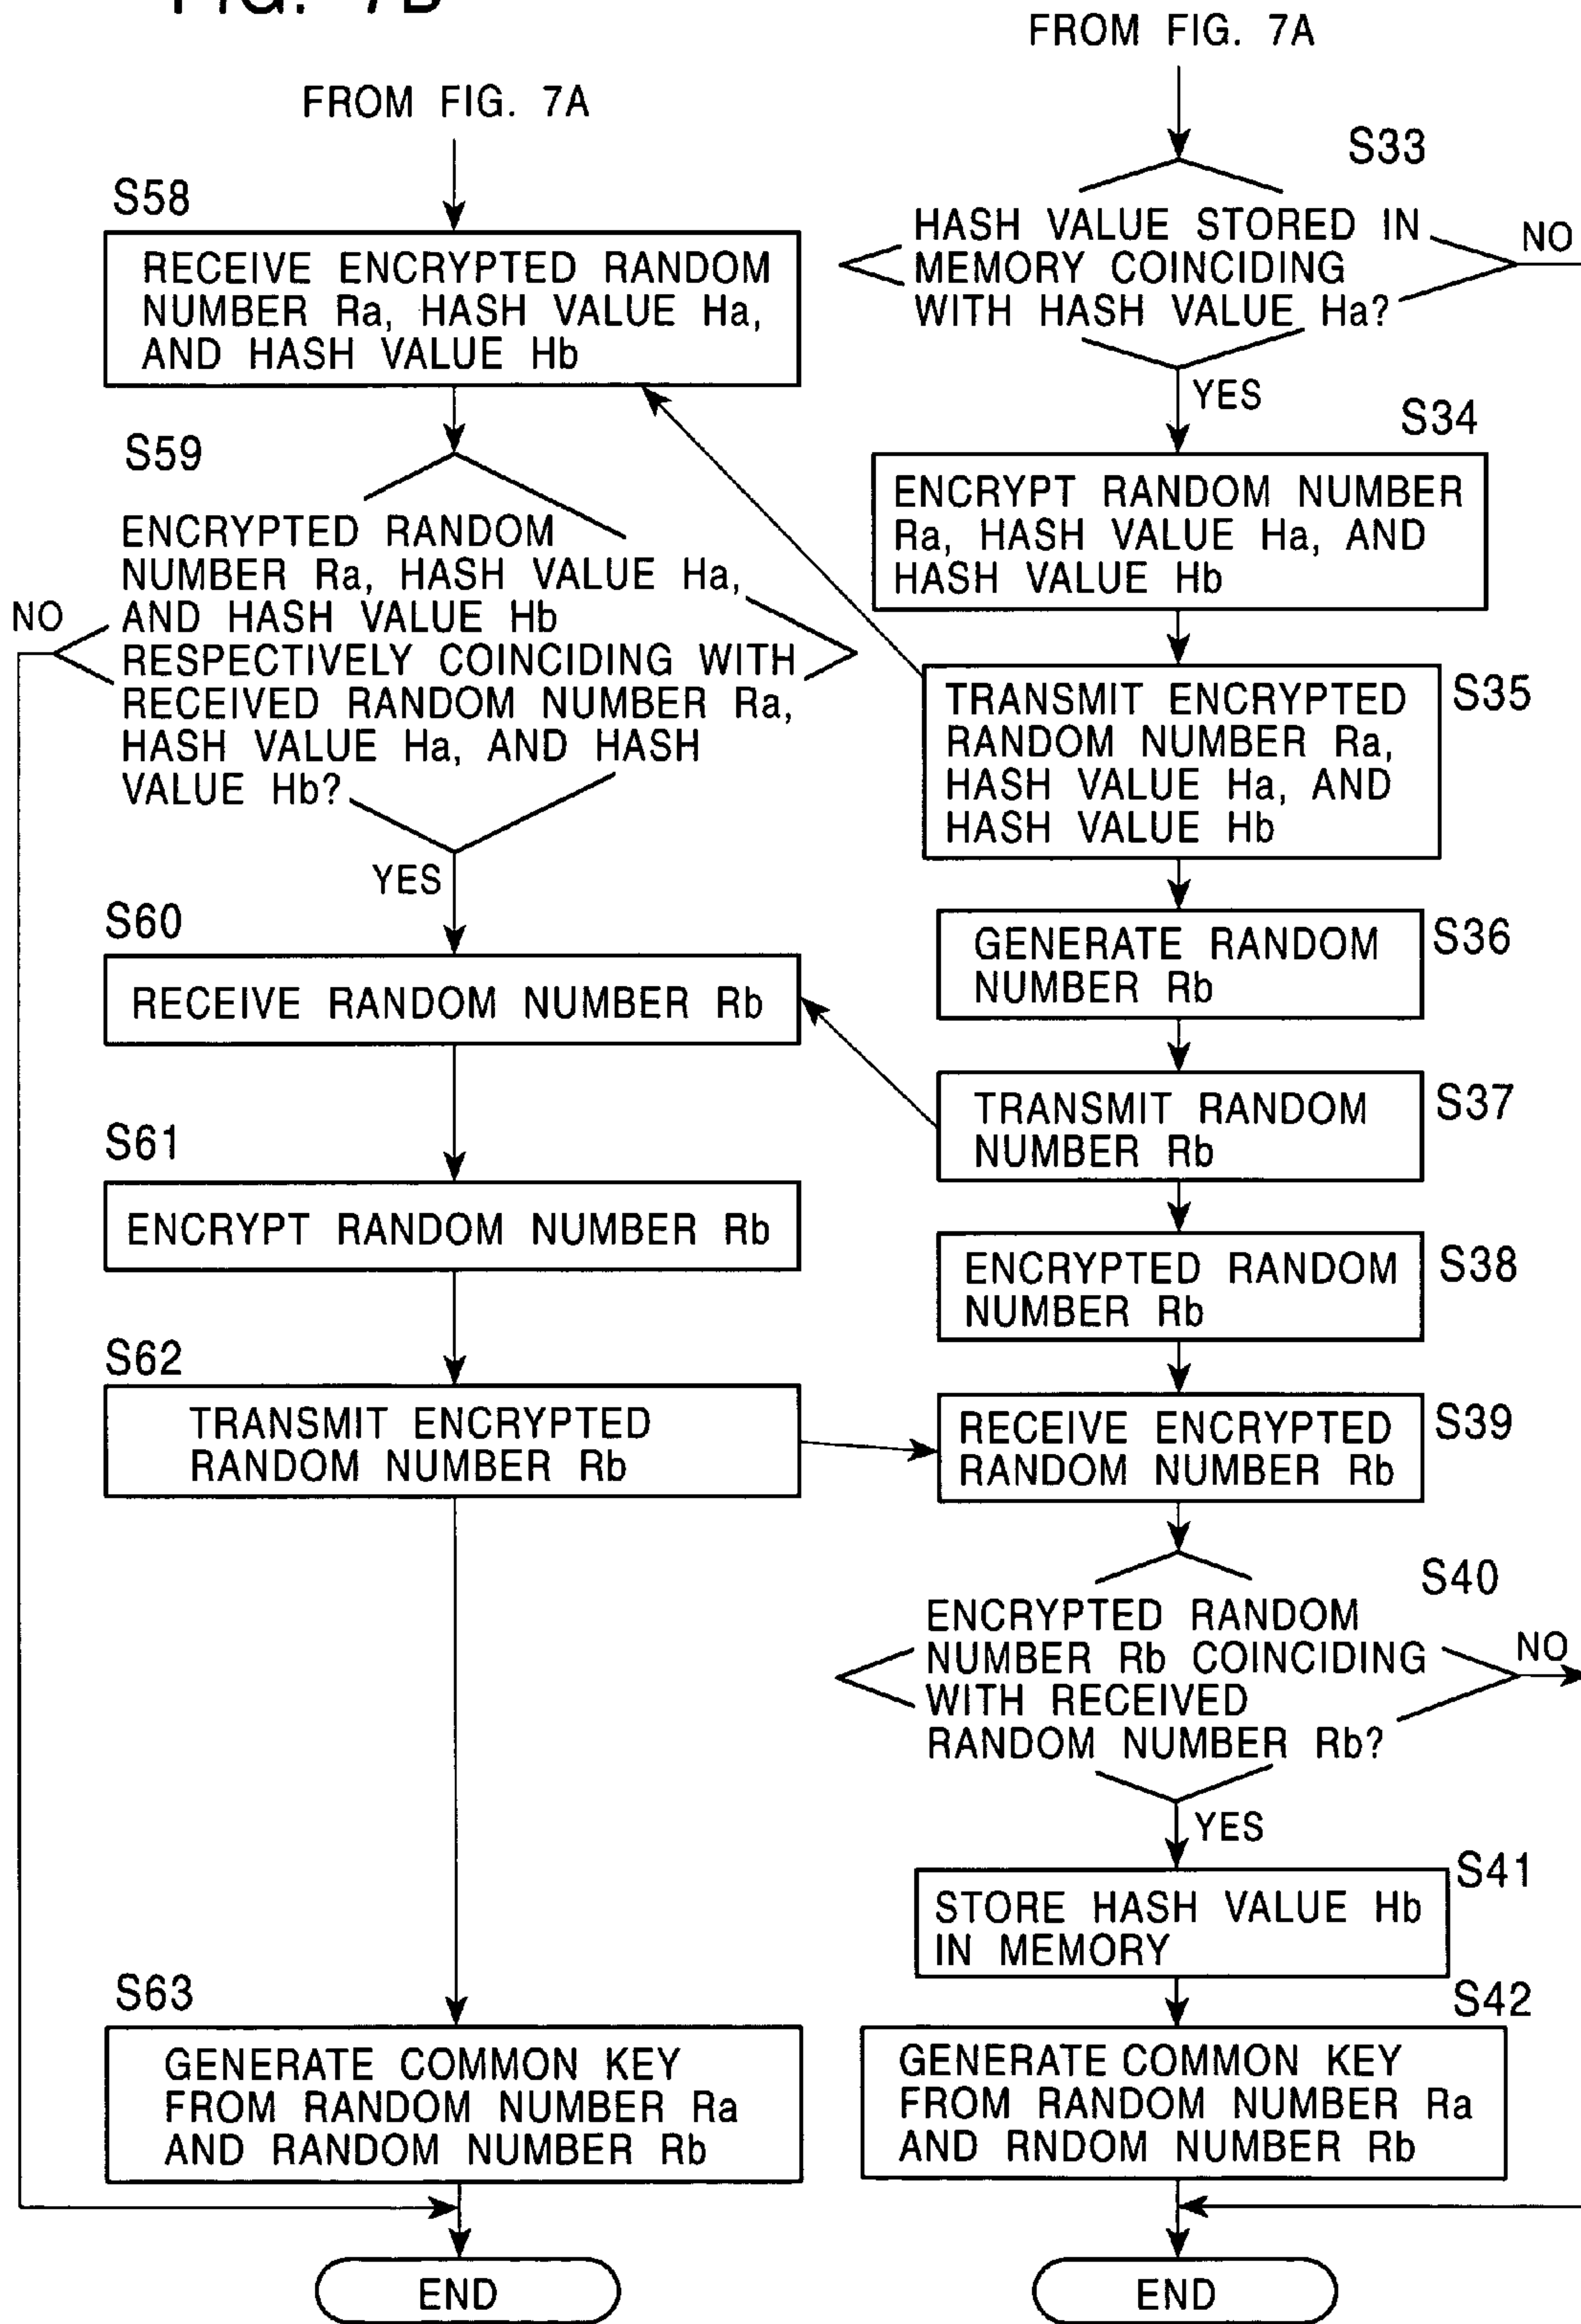 FIG. 7B
FROM FIG. 7A
S58
RECEIVE ENCRYPTED RANDOM
NUMBER Ra, HASH VALUE Ha,
AND HASH VALUE Hb
S59
ENCRYPTED RANDOM
NUMBER Ra, HASH VALUE Ha,
NO
AND HASH VALUE Hb
RESPECTIVELY COINCIDING WITH
RECEIVED RANDOM NUMBER Ra,
HASH VALUE Ha, AND HASH
VALUE Hb?
YES
S60
RECEIVE RANDOM NUMBER Rb
S61
ENCRYPT RANDOM NUMBER Rb
S62
TRANSMIT ENCRYPTED
RANDOM NUMBER Rb
S63
GENERATE COMMON KEY
FROM RANDOM NUMBER Ra
AND RANDOM NUMBER Rb
END
FROM FIG. 7A
S33
HASH VALUE STORED IN
MEMORY COINCIDING
WITH HASH VALUE Ha?
NO
YES
S34
ENCRYPT RANDOM NUMBER
Ra, HASH VALUE Ha, AND
HASH VALUE Hb
S35
TRANSMIT ENCRYPTED
RANDOM NUMBER Ra,
HASH VALUE Ha, AND
HASH VALUE Hb
S36
GENERATE RANDOM
NUMBER Rb
S37
TRANSMIT RANDOM
NUMBER Rb
S38
ENCRYPTED RANDOM
NUMBER Rb
S39
RECEIVE ENCRYPTED
RANDOM NUMBER Rb
S40
ENCRYPTED RANDOM
NUMBER Rb COINCIDING
WITH RECEIVED
RANDOM NUMBER Rb?
NO
YES
S41
STORE HASH VALUE Hb
IN MEMORY
S42
GENERATE COMMON KEY
FROM RANDOM NUMBER Ra
AND RNDOM NUMBER Rb
END